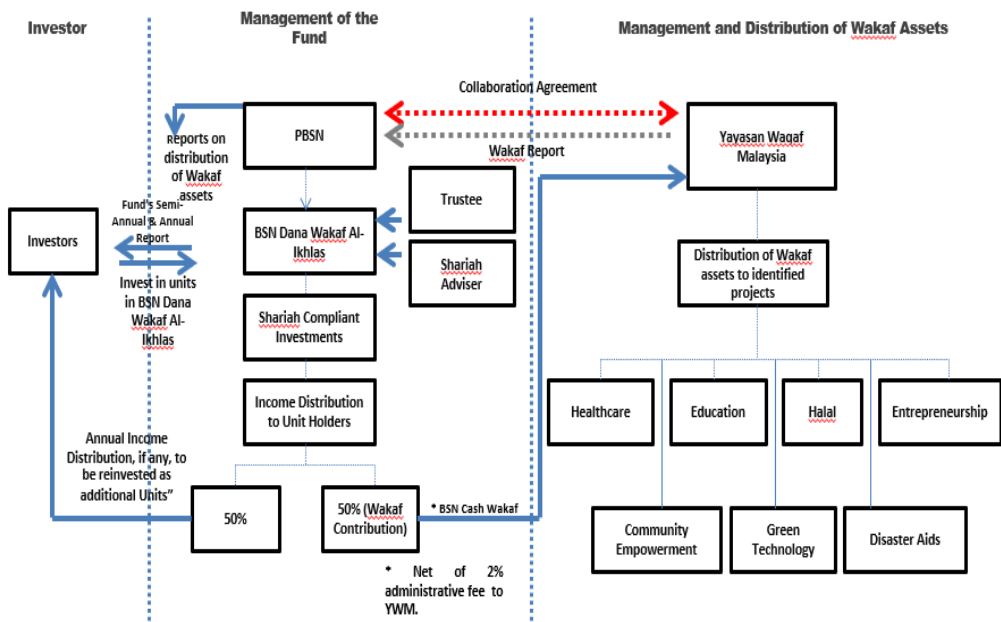 Investor
Management of the
Fund
Management and Distribution of Wakaf Assets
Collaboration Agreement
PBSN
Yayasan Waqaf
Malaysia
Wakaf Report
Reports on
distribution
of Wakaf
assets
Trustee
Fund's Semi-
Annual & Annual
Report
Investors
BSN Dana Wakaf Al-
Ikhlas
Shariah
Adviser
Distribution of Wakaf
assets to identified
projects
Invest in units
in BSN Dana
Wakaf Al-
Ikhlas
Shariah Compliant
Investments
Income Distribution
to Unit Holders
Healthcare
Education
Halal
Entrepreneurship
Annual Income
Distribution, if any, to
be reinvested as
additional Units”
50%
50% (Wakaf
Contribution)
* BSN Cash Wakaf
Community
Empowerment
Green
Technology
Disaster Aids
* Net of 2%
administrative fee to
YWM.